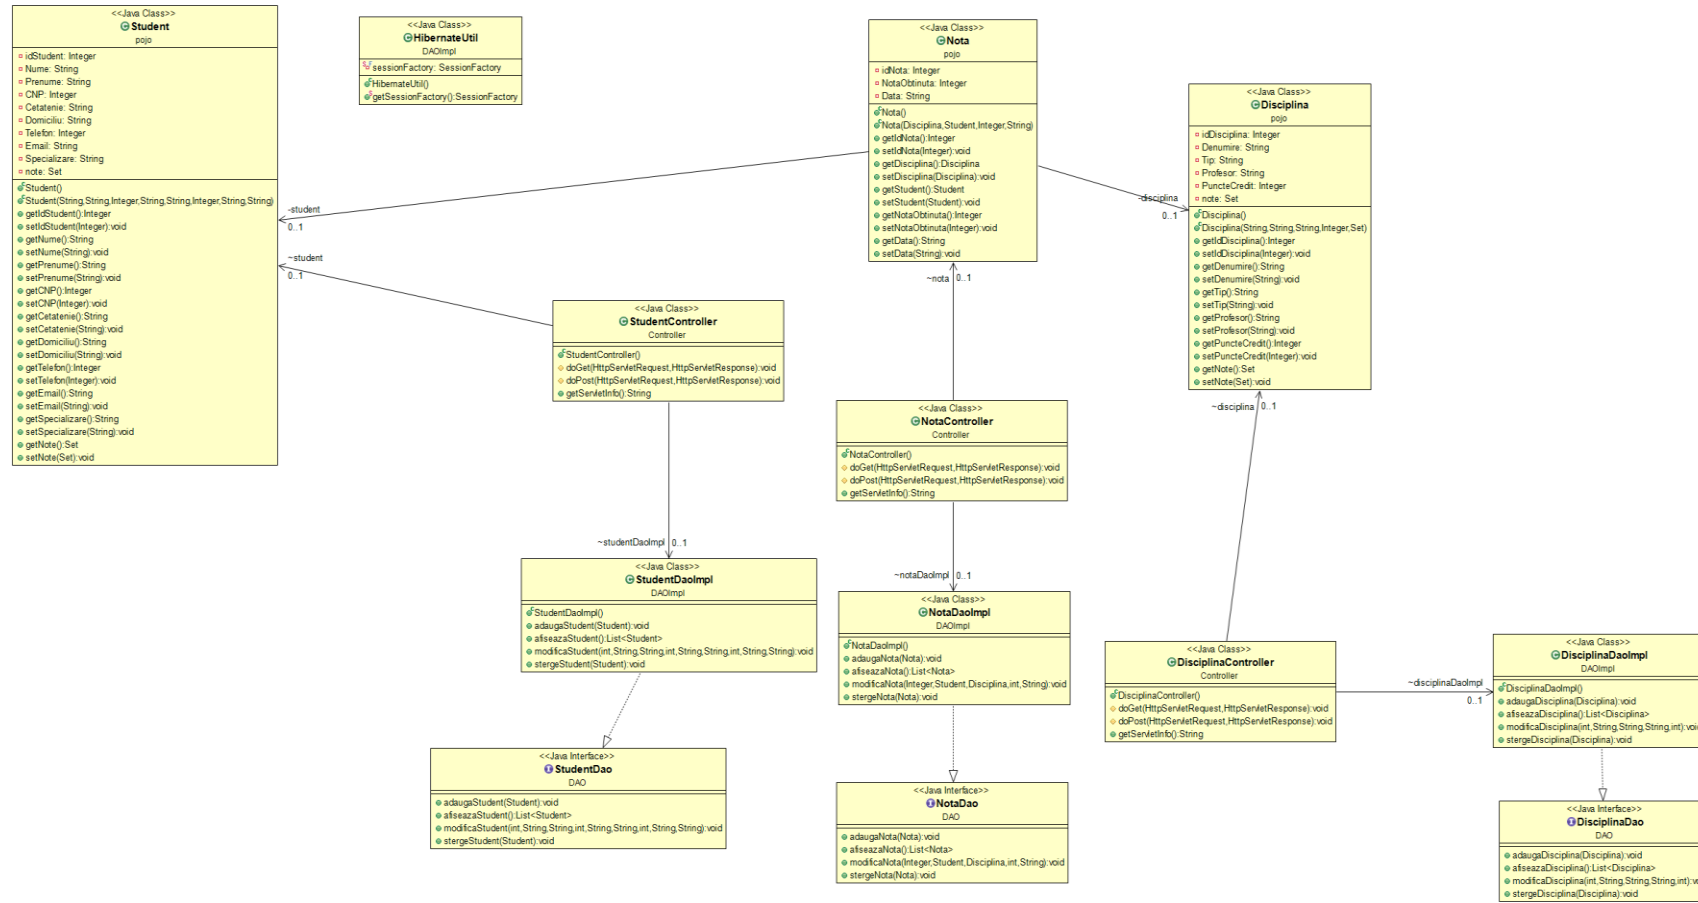 <<Java Class>>
Student
pojo
idStudent: Integer
Nume: String
Prenume: String
CNP: Integer
Cetatenie: String
Domiciliu: String
Telefon: Integer
Email: String
Specializare: String
note: Set
Student()
Student(String,String,Integer,String,String,Integer,String,String)
getIdStudent():Integer
setIdStudent(Integer):void
getNume():String
setNume(String):void
getPrenume():String
setPrenume(String):void
getCNP():Integer
setCNP(Integer):void
getCetatenie():String
setCetatenie(String):void
getDomiciliu():String
setDomiciliu(String):void
getTelefon():Integer
setTelefon(Integer):void
getEmail():String
setEmail(String):void
getSpecializare():String
setSpecializare(String):void
getNote():Set
setNote(Set):void
<<Java Class>>
HibernateUtil
DAOImpl
sessionFactory: SessionFactory
HibernateUtil()
getSessionFactory():SessionFactory
<<Java Class>>
Nota
pojo
idNota: Integer
NotaObtinuta: Integer
Data: String
Nota()
Nota(Disciplina,Student,Integer,String)
getIdNota():Integer
setIdNota(Integer):void
getDisciplina():Disciplina
setDisciplina(Disciplina):void
getStudent():Student
setStudent(Student):void
getNotaObtinuta():Integer
setNotaObtinuta(Integer):void
getData():String
setData(String):void
<<Java Class>>
Disciplina
pojo
idDisciplina: Integer
Denumire: String
Tip: String
Profesor: String
PuncteCredit: Integer
note: Set
Disciplina()
Disciplina(String,String,String,Integer,Set)
getIdDisciplina():Integer
setIdDisciplina(Integer):void
getDenumire():String
setDenumire(String):void
getTip():String
setTip(String):void
getProfesor():String
setProfesor(String):void
getPuncteCredit():Integer
setPuncteCredit(Integer):void
getNote():Set
setNote(Set):void
-student
0..1
~student
0..1
-disciplina
0..1
~nota
0..1
~disciplina
0..1
<<Java Class>>
StudentController
Controller
StudentController()
doGet(HttpServletRequest,HttpServletResponse):void
doPost(HttpServletRequest,HttpServletResponse):void
getServletInfo():String
<<Java Class>>
NotaController
Controller
NotaController()
doGet(HttpServletRequest,HttpServletResponse):void
doPost(HttpServletRequest,HttpServletResponse):void
getServletInfo():String
~studentDaoImpl
0..1
~notaDaoImpl
0..1
<<Java Class>>
StudentDaoImpl
DAOImpl
StudentDaoImpl()
adaugaStudent(Student):void
afiseazaStudent():List<Student>
modificaStudent(int,String,String,int,String,String,int,String,String):void
stergeStudent(Student):void
<<Java Class>>
NotaDaoImpl
DAOImpl
NotaDaoImpl()
adaugaNota(Nota):void
afiseazaNota():List<Nota>
modificaNota(Integer,Student,Disciplina,int,String):void
stergeNota(Nota):void
<<Java Class>>
DisciplinaController
Controller
DisciplinaController()
doGet(HttpServletRequest,HttpServletResponse):void
doPost(HttpServletRequest,HttpServletResponse):void
getServletInfo():String
~disciplinaDaoImpl
0..1
<<Java Class>>
DisciplinaDaoImpl
DAOImpl
DisciplinaDaoImpl()
adaugaDisciplina(Disciplina):void
afiseazaDisciplina():List<Disciplina>
modificaDisciplina(int,String,String,String,int):voi
stergeDisciplina(Disciplina):void
<<Java Interface>>
StudentDao
DAO
adaugaStudent(Student):void
afiseazaStudent():List<Student>
modificaStudent(int,String,String,int,String,String,int,String,String):void
stergeStudent(Student):void
<<Java Interface>>
NotaDao
DAO
adaugaNota(Nota):void
afiseazaNota():List<Nota>
modificaNota(Integer,Student,Disciplina,int,String):void
stergeNota(Nota):void
<<Java Interface>>
DisciplinaDao
DAO
adaugaDisciplina(Disciplina):void
afiseazaDisciplina():List<Disciplina>
modificaDisciplina(int,String,String,String,int):v
stergeDisciplina(Disciplina):void